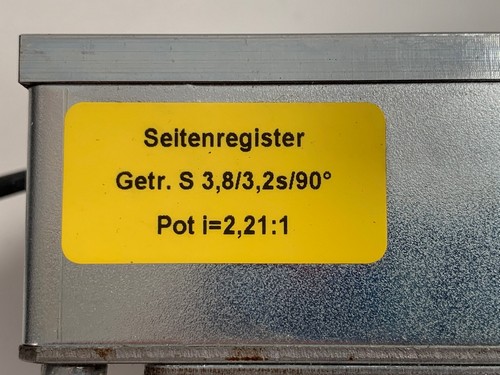 Seitenregister
Getr. S 3,8/3,2s/90°
Pot i=2,21:1